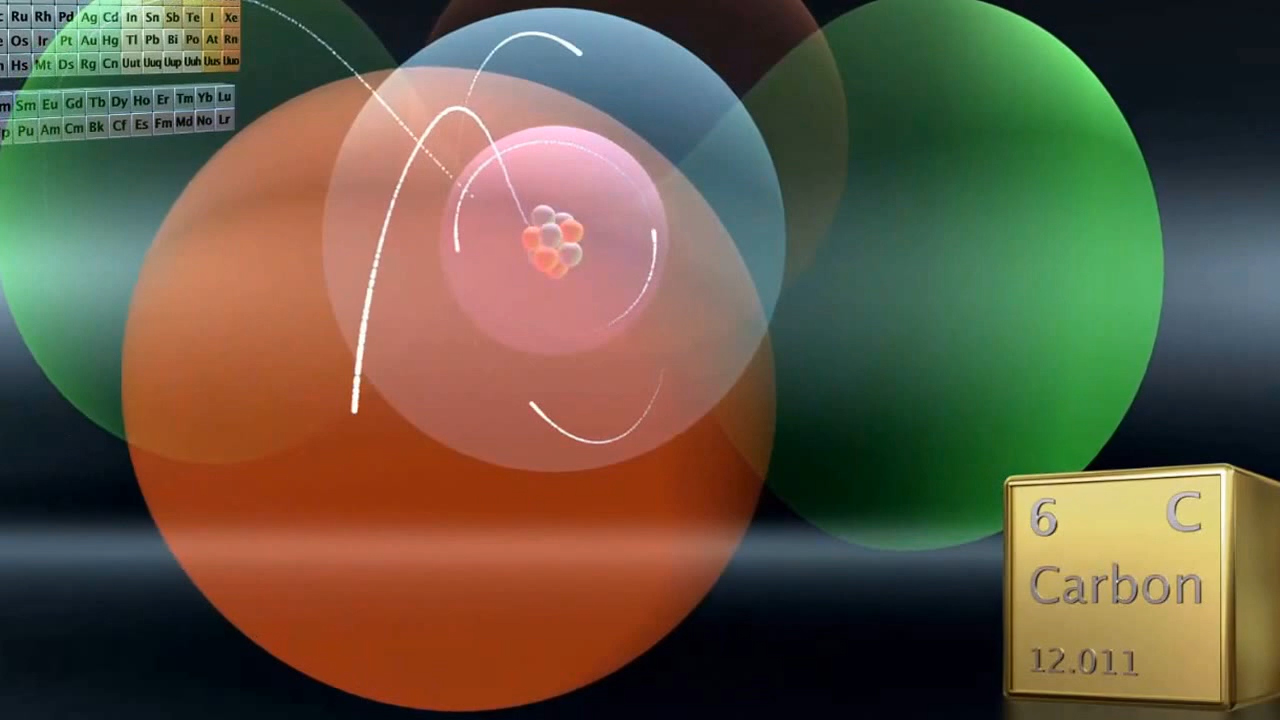 Ru Rh Pd Ag Cd In Sn Sb Te I Xe
Os Ir Pt Au Hg Tl Pb Bi Po At Rn
Hs Mt Ds Rg Cn Uut Uuq Uup Uuh Uus Uuo
Sm Eu Gd Tb Dy Ho Er Tm Yb Lu
Pu Am Cm Bk Cf Es Fm Md No Lr
6 C
Carbon
12.011